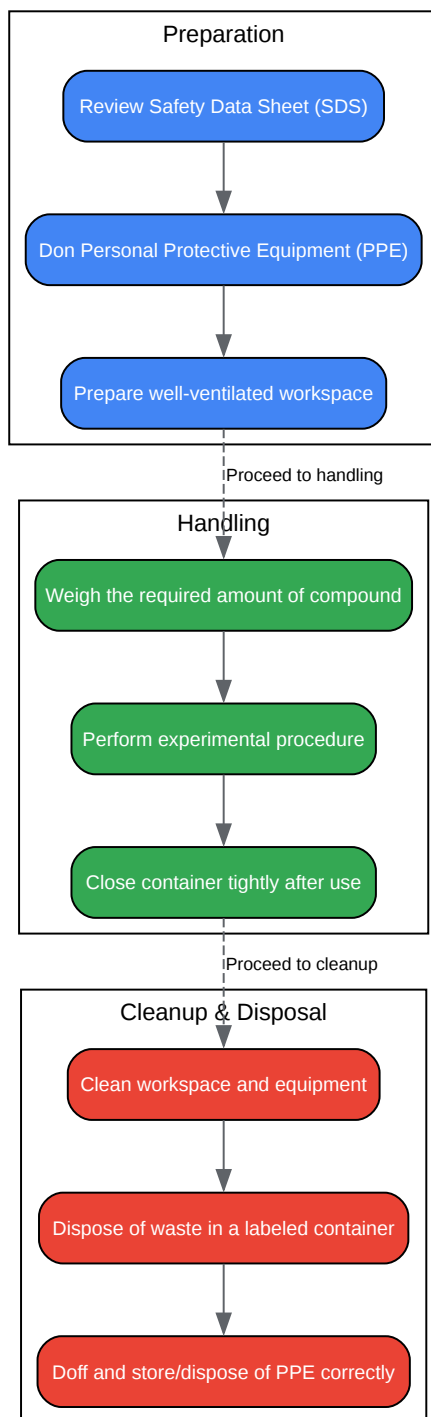 Preparation
Review Safety Data Sheet (SDS)
Don Personal Protective Equipment (PPE)
Prepare well-ventilated workspace
Proceed to handling
Handling
Weigh the required amount of compound
Perform experimental procedure
Close container tightly after use
Proceed to cleanup
Cleanup & Disposal
Clean workspace and equipment
Dispose of waste in a labeled container
Doff and store/dispose of PPE correctly